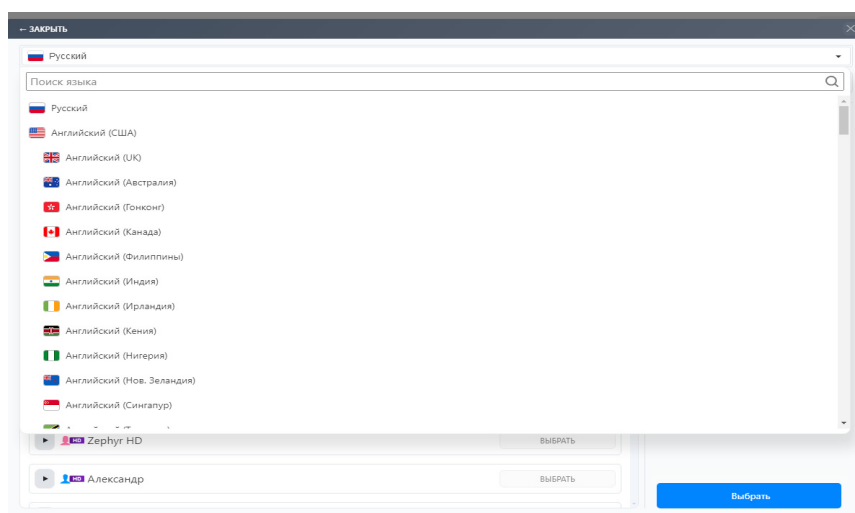 ← ЗАКРЫТЬ
Русский
Поиск языка
Русский
Английский (США)
Английский (UK)
Английский (Австралия)
Английский (Гонконг)
Английский (Канада)
Английский (Филиппины)
Английский (Индия)
Английский (Ирландия)
Английский (Кения)
Английский (Нигерия)
Английский (Нов. Зеландия)
Английский (Сингапур)
HD Zephyr HD ВЫБРАТЬ
HD Александр ВЫБРАТЬ
Выбрать